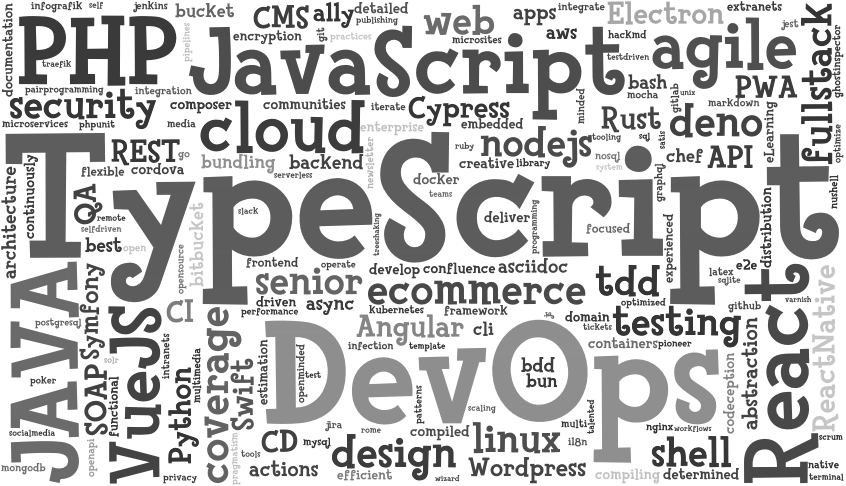 documentation
infografik
self
jenkins
bucket
CMS
ally
detailed
publishing
integrate
apps
Electron
extranets
PHP
traefik
pipelines
JavaScript
encryption
git
practices
web
microsites
aws
hackmd
testdriven
agile
jest
fullstack
ghostinspector
pairprogramming
integration
security
composer
communities
iterate
Cypress
minded
bash
mocha
gitlab
unix
PWA
markdown
microservices
phpunit
media
cloud
enterprise
embedded
Rust
tooling
sql
satis
deno
eLearning
optimize
REST
go
bundling
backend
newsletter
ruby
nodejs
creative
library
nosql
system
chef
API
flexible
cordova
serverless
docker
teams
graphql
nushell
TypeScript
architecture
continuously
QA
remote
selfdriven
best
open
opensource
bitbucket
slack
treeshaking
deliver
programming
focused
experienced
distribution
frontend
operate
develop
confluence
asciidoc
latex
sqlite
e2e
JAVA
postgresql
Symfony
solr
VueJS
CI
intranets
senior
driven
async
performance
ecommerce
kubernetes
framework
tdd
optimized
github
varnish
React
ReactNative
coverage
Angular
cli
jag
domain
tickets
testing
infection
template
containers
pioneer
abstraction
poker
SOAP
functional
multimedia
Swift
estimation
openminded
test
DevOps
bdd
bun
codeception
Python
patterns
scaling
socialmedia
openapi
pragmatism
jira
rome
compiled
linux
multi
i18n
talented
nginx
workflows
scrum
mongodb
privacy
tools
CD
mysql
design
shell
native
terminal
actions
efficient
wizard
Wordpress
compiling
determined